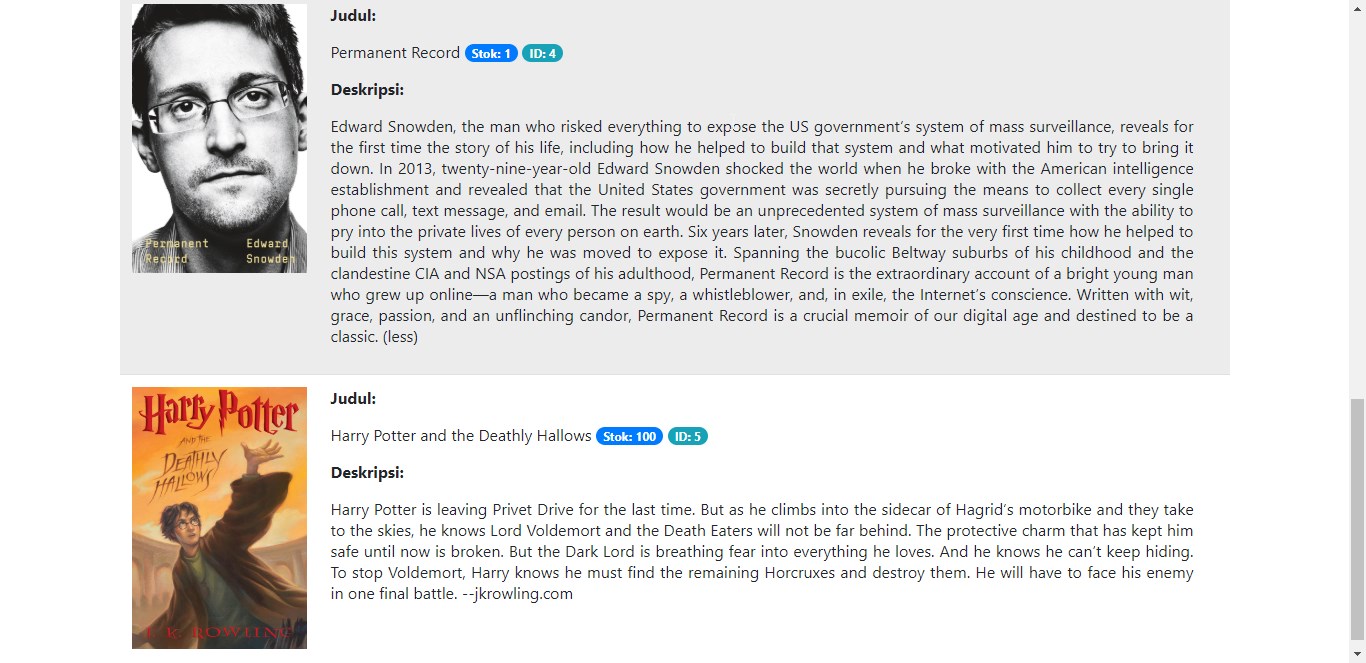 Permanent Edward
Record Snowden
Judul:
Permanent Record Stok: 1 ID: 4
Deskripsi:
Edward Snowden, the man who risked everything to expose the US government’s system of mass surveillance, reveals for
the first time the story of his life, including how he helped to build that system and what motivated him to try to bring it
down. In 2013, twenty-nine-year-old Edward Snowden shocked the world when he broke with the American intelligence
establishment and revealed that the United States government was secretly pursuing the means to collect every single
phone call, text message, and email. The result would be an unprecedented system of mass surveillance with the ability to
pry into the private lives of every person on earth. Six years later, Snowden reveals for the very first time how he helped to
build this system and why he was moved to expose it. Spanning the bucolic Beltway suburbs of his childhood and the
clandestine CIA and NSA postings of his adulthood, Permanent Record is the extraordinary account of a bright young man
who grew up online—a man who became a spy, a whistleblower, and, in exile, the Internet’s conscience. Written with wit,
grace, passion, and an unflinching candor, Permanent Record is a crucial memoir of our digital age and destined to be a
classic. (less)
Harry Potter
AND THE
DEATHLY
HALLOWS
J. K. ROWLING
Judul:
Harry Potter and the Deathly Hallows Stok: 100 ID: 5
Deskripsi:
Harry Potter is leaving Privet Drive for the last time. But as he climbs into the sidecar of Hagrid’s motorbike and they take
to the skies, he knows Lord Voldemort and the Death Eaters will not be far behind. The protective charm that has kept him
safe until now is broken. But the Dark Lord is breathing fear into everything he loves. And he knows he can’t keep hiding.
To stop Voldemort, Harry knows he must find the remaining Horcruxes and destroy them. He will have to face his enemy
in one final battle. --jkrowling.com